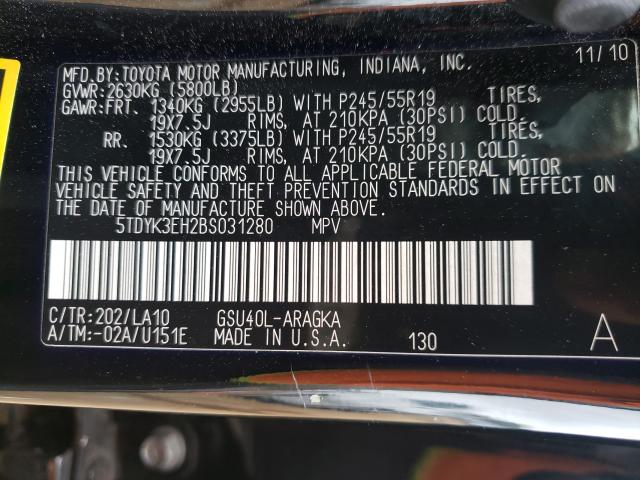 MFD. BY:TOYOTA MOTOR MANUFACTURING, INDIANA, INC. 11/10
GVWR:2630KG (5800LB)
GAWR:FRT. 1340KG (2955LB) WITH P245/55R19 TIRES,
19X7.5J RIMS, AT 210KPA (30PSI) COLD.
RR. 1530KG (3375LB) WITH P245/55R19 TIRES,
19X7.5J RIMS, AT 210KPA (30PSI) COLD.
THIS VEHICLE CONFORMS TO ALL APPLICABLE FEDERAL MOTOR
VEHICLE SAFETY AND THEFT PREVENTION STANDARDS IN EFFECT ON
THE DATE OF MANUFACTURE SHOWN ABOVE.
5TDYK3EH2BS031280 MPV
C/TR:202/LA10 GSU40L-ARAGKA
A/TM:-02A/U151E MADE IN U.S.A. 130 A